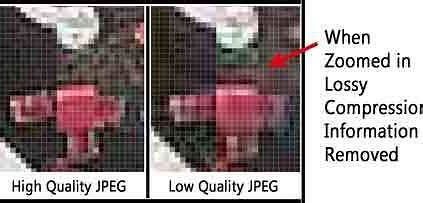 When
Zoomed in
Lossy
Compression
Information
Removed
High Quality JPEG
Low Quality JPEG